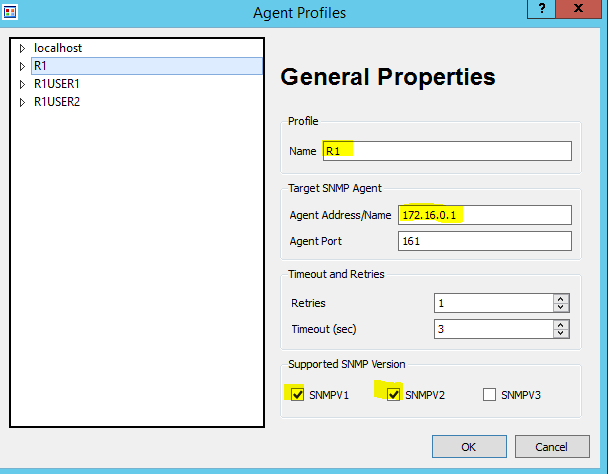 Agent Profiles
?
x
localhost
R1
R1USER1
R1USER2
General Properties
Profile
Name R1
Target SNMP Agent
Agent Address/Name 172.16.0.1
Agent Port 161
Timeout and Retries
Retries 1
Timeout (sec) 3
Supported SNMP Version
SNMPV1 SNMPV2 SNMPV3
OK Cancel